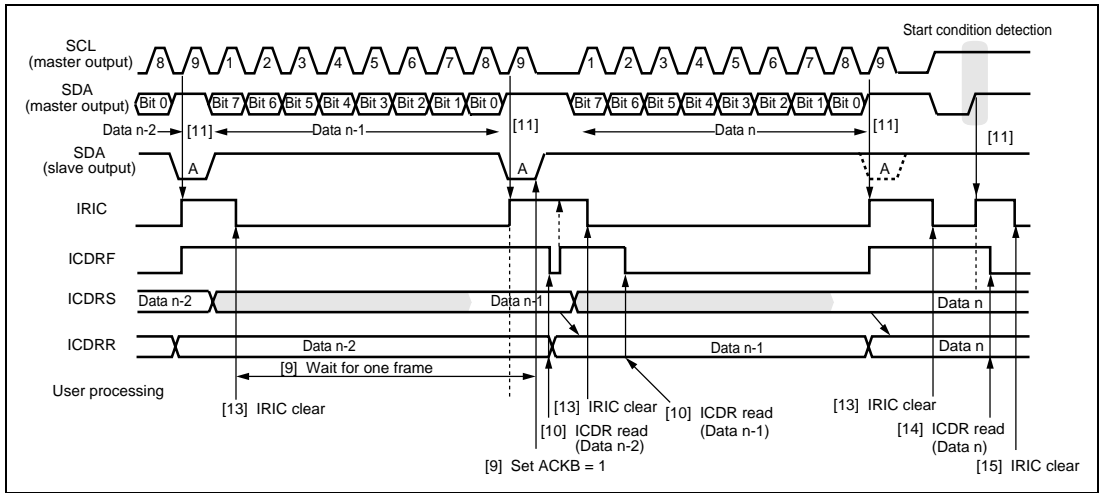 Start condition detection
SCL
(master output)
8 9 1 2 3 4 5 6 7 8 9 1 2 3 4 5 6 7 8 9
SDA
(master output)
Bit 0 Bit 7 Bit 6 Bit 5 Bit 4 Bit 3 Bit 2 Bit 1 Bit 0 Bit 7 Bit 6 Bit 5 Bit 4 Bit 3 Bit 2 Bit 1 Bit 0
Data n-2 [11] Data n-1 [11] Data n [11] [11]
SDA
(slave output)
A A A
IRIC
ICDRF
ICDRS
Data n-2 Data n-1 Data n
ICDRR
Data n-2 Data n-1 Data n
[9] Wait for one frame
User processing
[13] IRIC clear
[13] IRIC clear
[10] ICDR read
(Data n-1)
[13] IRIC clear
[10] ICDR read
(Data n-2)
[14] ICDR read
(Data n)
[9] Set ACKB = 1
[15] IRIC clear